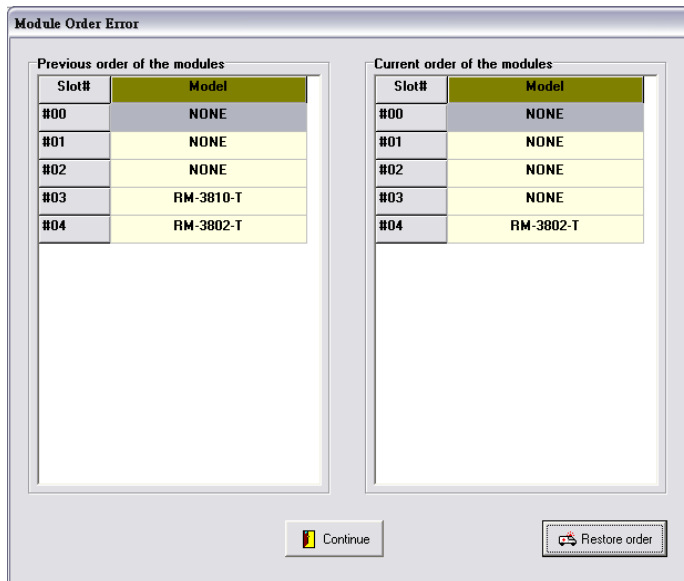 Module Order Error
Previous order of the modules
Slot# Model
#00 NONE
#01 NONE
#02 NONE
#03 RM-3810-T
#04 RM-3802-T
Current order of the modules
Slot# Model
#00 NONE
#01 NONE
#02 NONE
#03 NONE
#04 RM-3802-T
Continue
Restore order